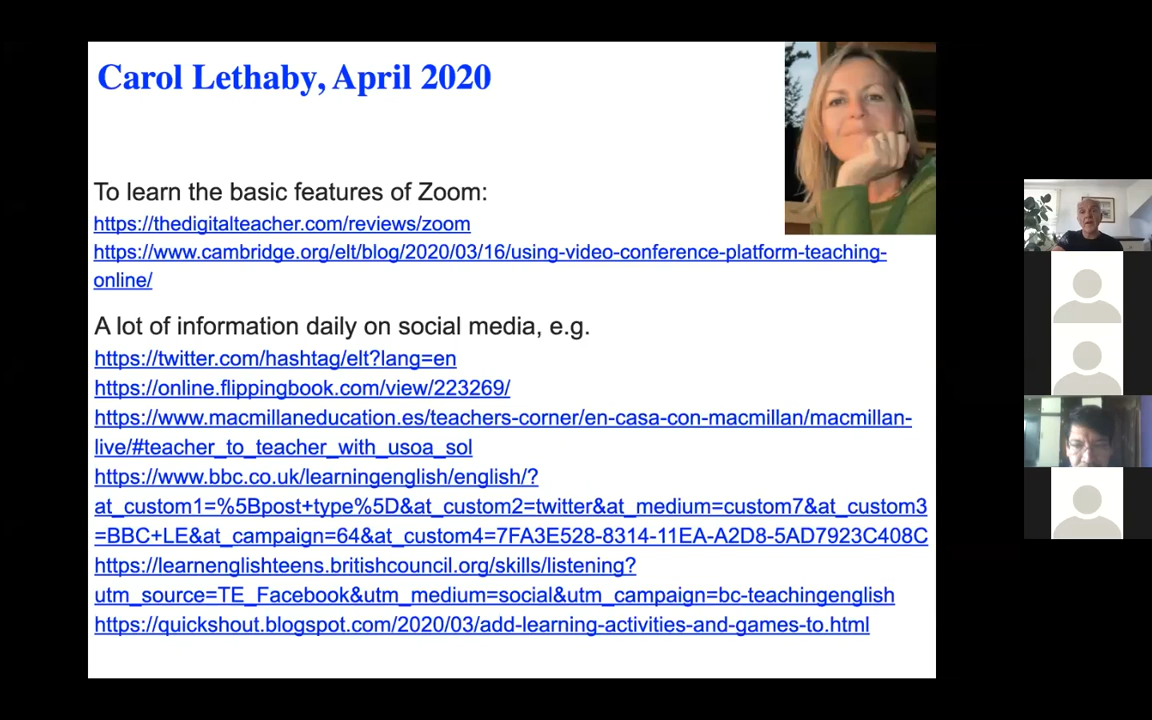 Carol Lethaby, April 2020
To learn the basic features of Zoom:
https://thedigitalteacher.com/reviews/zoom
https://www.cambridge.org/elt/blog/2020/03/16/using-video-conference-platform-teaching-
online/
A lot of information daily on social media, e.g.
https://twitter.com/hashtag/elt?lang=en
https://online.flippingbook.com/view/223269/
https://www.macmillaneducation.es/teachers-corner/en-casa-con-macmillan/macmillan-
live/#teacher_to_teacher_with_usoa_sol
https://www.bbc.co.uk/learningenglish/english/?
at_custom1=%5Bpost+type%5D&at_custom2=twitter&at_medium=custom7&at_custom3
=BBC+LE&at_campaign=64&at_custom4=7FA3E528-8314-11EA-A2D8-5AD7923C408C
https://learnenglishteens.britishcouncil.org/skills/listening?
utm_source=TE_Facebook&utm_medium=social&utm_campaign=bc-teachingenglish
https://quickshout.blogspot.com/2020/03/add-learning-activities-and-games-to.html